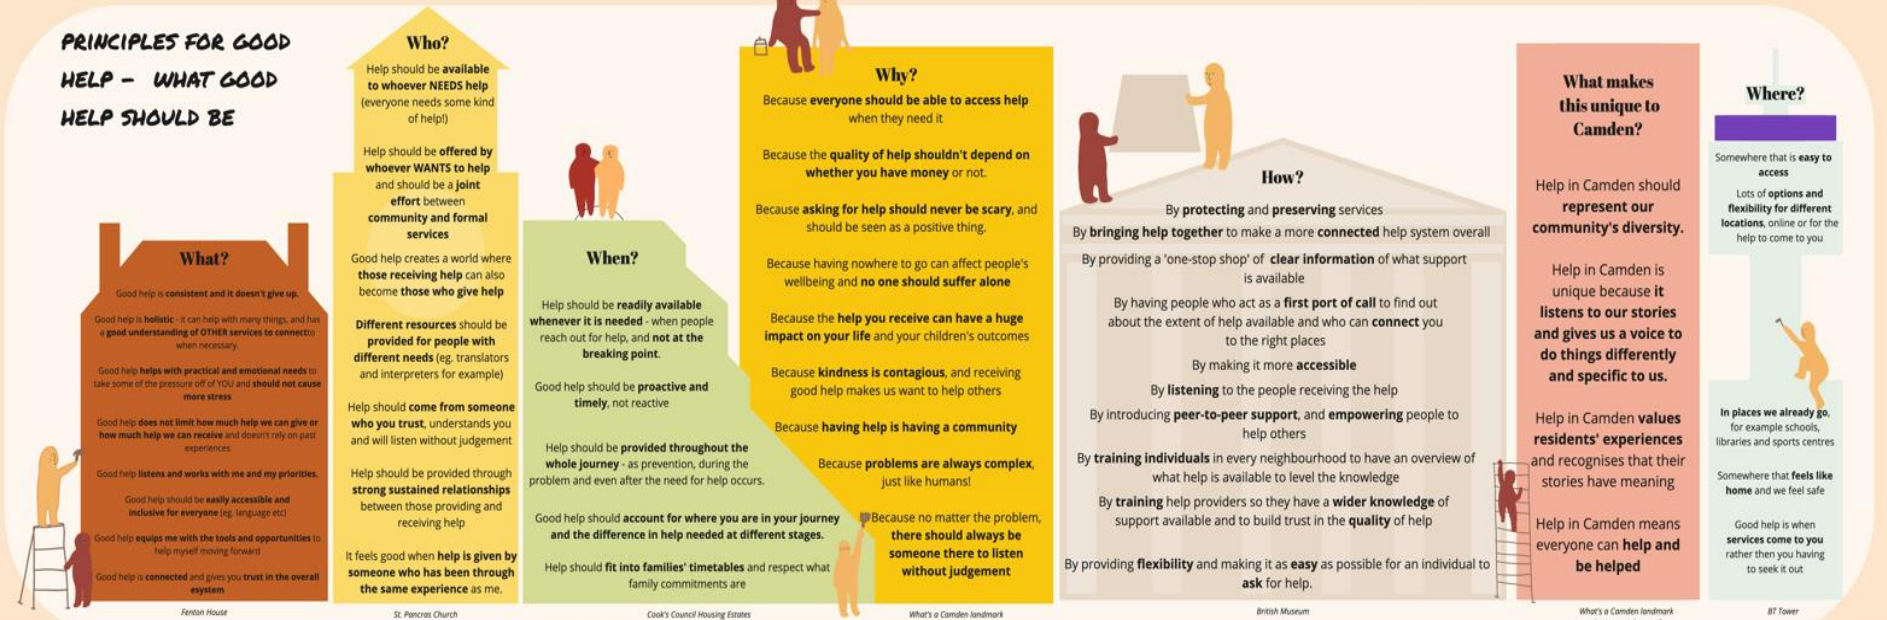 PRINCIPLES FOR GOOD
HELP - WHAT GOOD
HELP SHOULD BE
What?
Good help is consistent and it doesn't give up.
Good help is holistic - it can help with many things, and has
a good understanding of OTHER services to connectto
when necessary.
Good help helps with practical and emotional needs to
take some of the pressure off of YOU and should not cause
more stress
Good help does not limit how much help we can give or
how much help we can receive and doesn't rely on past
experiences
Good help listens and works with me and my priorities.
Good help should be easily accessible and
inclusive for everyone (eg. language etc)
Good help equips me with the tools and opportunities to
help myself moving forward
Good help is connected and gives you trust in the overall
esystem
Fenton House
Who?
Help should be available
to whoever NEEDS help
(everyone needs some kind
of help!)
Help should be offered by
whoever WANTS to help
and should be a joint
effort between
community and formal
services
Good help creates a world where
those receiving help can also
become those who give help
Different resources should be
provided for people with
different needs (eg. translators
and interpreters for example)
Help should come from someone
who you trust, understands you
and will listen without judgement
Help should be provided through
strong sustained relationships
between those providing and
receiving help
It feels good when help is given by
someone who has been through
the same experience as me.
St. Pancras Church
When?
Help should be readily available
whenever it is needed - when people
reach out for help, and not at the
breaking point.
Good help should be proactive and
timely, not reactive
Help should be provided throughout the
whole journey - as prevention, during the
problem and even after the need for help occurs.
Good help should account for where you are in your journey
and the difference in help needed at different stages.
Help should fit into families' timetables and respect what
family commitments are
Cook's Council Housing Estates
Why?
Because everyone should be able to access help
when they need it
Because the quality of help shouldn't depend on
whether you have money or not.
Because asking for help should never be scary, and
should be seen as a positive thing.
Because having nowhere to go can affect people's
wellbeing and no one should suffer alone
Because the help you receive can have a huge
impact on your life and your children's outcomes
Because kindness is contagious, and receiving
good help makes us want to help others
Because having help is having a community
Because problems are always complex,
just like humans!
Because no matter the problem,
there should always be
someone there to listen
without judgement
What's a Camden landmark
How?
By protecting and preserving services
By bringing help together to make a more connected help system overall
By providing a 'one-stop shop' of clear information of what support
is available
By having people who act as a first port of call to find out
about the extent of help available and who can connect you
to the right places
By making it more accessible
By listening to the people receiving the help
By introducing peer-to-peer support, and empowering people to
help others
By training individuals in every neighbourhood to have an overview of
what help is available to level the knowledge
By training help providers so they have a wider knowledge of
support available and to build trust in the quality of help
By providing flexibility and making it as easy as possible for an individual to
ask for help.
British Museum
What makes
this unique to
Camden?
Help in Camden should
represent our
community's diversity.
Help in Camden is
unique because it
listens to our stories
and gives us a voice to
do things differently
and specific to us.
Help in Camden values
residents' experiences
and recognises that their
stories have meaning
Help in Camden means
everyone can help and
be helped
What's a Camden landmark
Where?
Somewhere that is easy to
access
Lots of options and
flexibility for different
locations, online or for the
help to come to you
In places we already go,
for example schools,
libraries and sports centres
Somewhere that feels like
home and we feel safe
Good help is when
services come to you
rather then you having
to seek it out
BT Tower